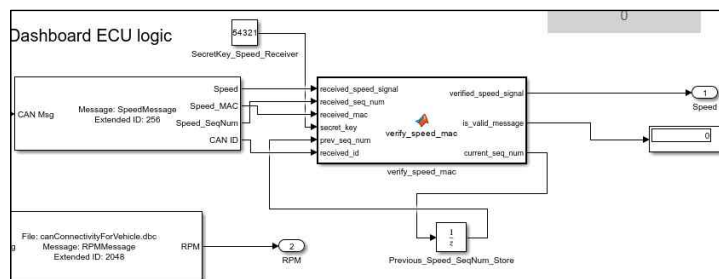 0
Dashboard ECU logic
54321
SecretKey_Speed_Receiver
CAN Msg
Message: SpeedMessage
Extended ID: 256
Speed
Speed_MAC
Speed_SeqNum
CAN ID
received_speed_signal
received_seq_num
received_mac
secret_key
prev_seq_num
received_id
verify_speed_mac
verified_speed_signal
is_valid_message
current_seq_num
verify_speed_mac
1
Speed
0
1
z
Previous_Speed_SeqNum_Store
File: canConnectivityForVehicle.dbc
Message: RPMMessage
Extended ID: 2048
RPM
2
RPM